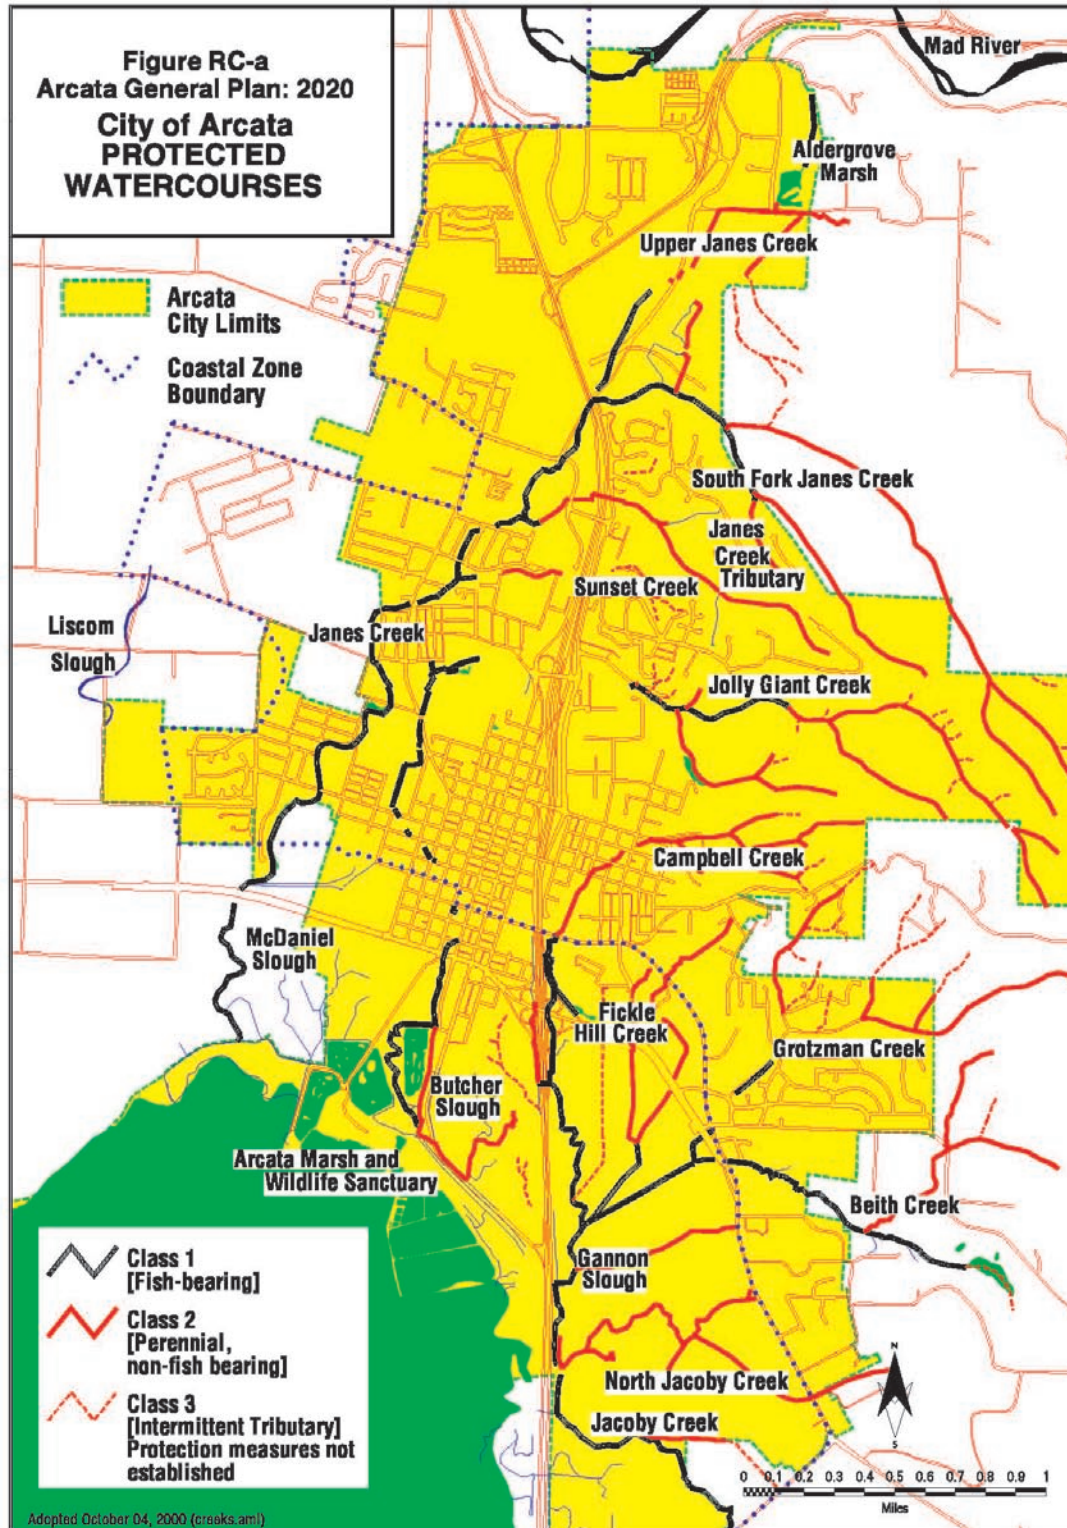 Figure RC-a
Arcata General Plan: 2020
City of Arcata
PROTECTED
WATERCOURSES
Mad River
Aldergrove
Marsh
Upper Janes Creek
Arcata
City Limits
Coastal Zone
Boundary
South Fork Janes Creek
Janes
Creek
Tributary
Sunset Creek
Liscom
Slough
Janes Creek
Jolly Giant Creek
Campbell Creek
McDaniel
Slough
Fickle
Hill Creek
Grotzman Creek
Butcher
Slough
Arcata Marsh and
Wildlife Sanctuary
Beith Creek
Gannon
Slough
Class 1
[Fish-bearing]
Class 2
[Perennial,
non-fish bearing]
Class 3
[Intermittent Tributary]
Protection measures not
established
North Jacoby Creek
Jacoby Creek
N
S
0 0.1 0.2 0.3 0.4 0.5 0.6 0.7 0.8 0.9 1
Miles
Adopted October 04, 2000 (creeks.aml)